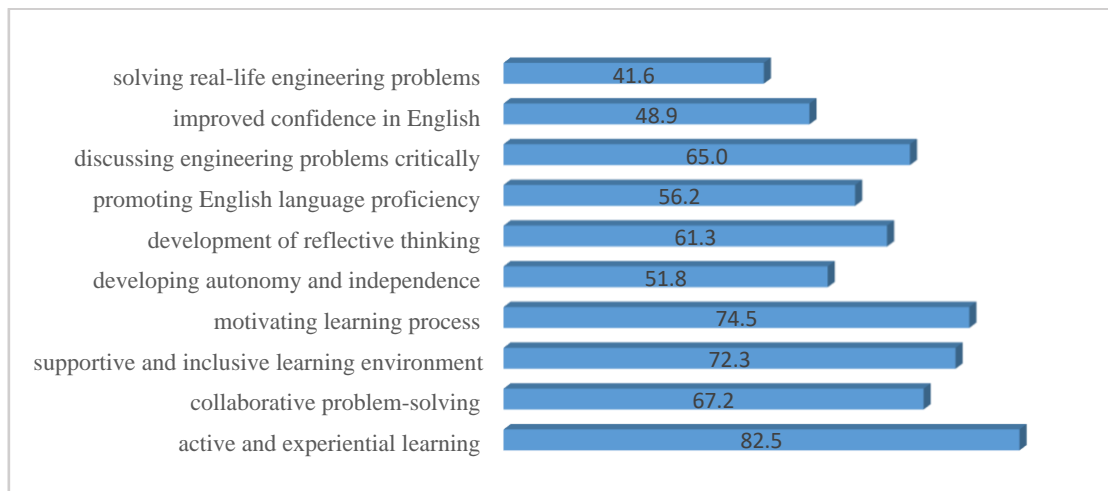 solving real-life engineering problems 41.6
improved confidence in English 48.9
discussing engineering problems critically 65.0
promoting English language proficiency 56.2
development of reflective thinking 61.3
developing autonomy and independence 51.8
motivating learning process 74.5
supportive and inclusive learning environment 72.3
collaborative problem-solving 67.2
active and experiential learning 82.5